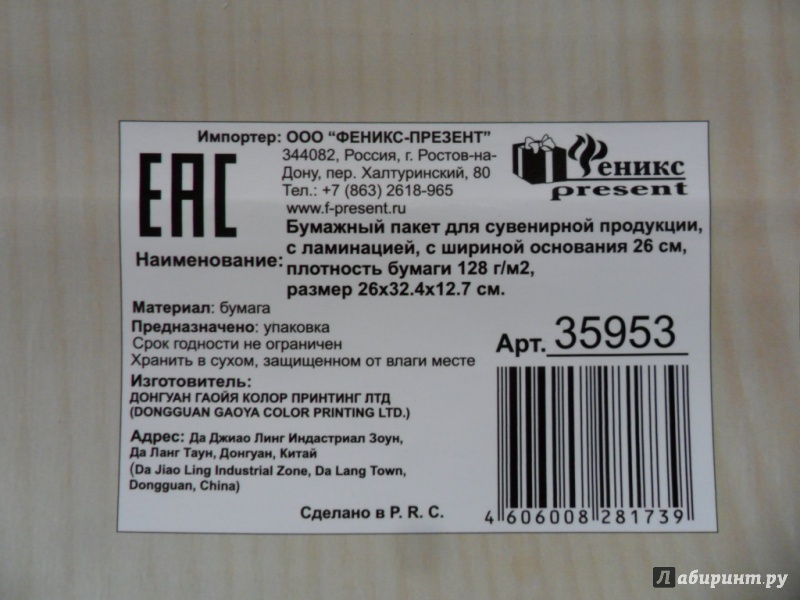 Импортер: ООО "ФЕНИКС-ПРЕЗЕНТ"
344082, Россия, г. Ростов-на-
Дону, пер. Халтуринский, 80
Тел.: +7 (863) 2618-965
www.f-present.ru
EAC
Феникс
present
Наименование:
Бумажный пакет для сувенирной продукции,
с ламинацией, с шириной основания 26 см,
плотность бумаги 128 г/м2,
размер 26х32.4х12.7 см.
Материал: бумага
Предназначено: упаковка
Срок годности не ограничен
Хранить в сухом, защищенном от влаги месте
Арт. 35953
Изготовитель:
ДОНГУАН ГАОЙЯ КОЛОР ПРИНТИНГ ЛТД
(DONGGUAN GAOYA COLOR PRINTING LTD.)
Адрес: Да Джиао Линг Индастриал Зоун,
Да Ланг Таун, Донгуан, Китай
(Da Jiao Ling Industrial Zone, Da Lang Town,
Dongguan, China)
Сделано в P. R. C.
4 606008 281739
Лабиринт.ру